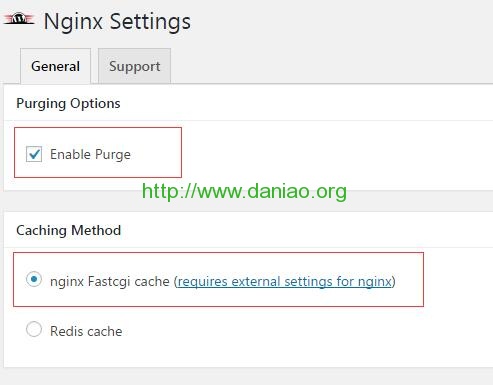 Nginx Settings
General
Support
Purging Options
Enable Purge
http://www.daniao.org
Caching Method
nginx Fastcgi cache (requires external settings for nginx)
Redis cache